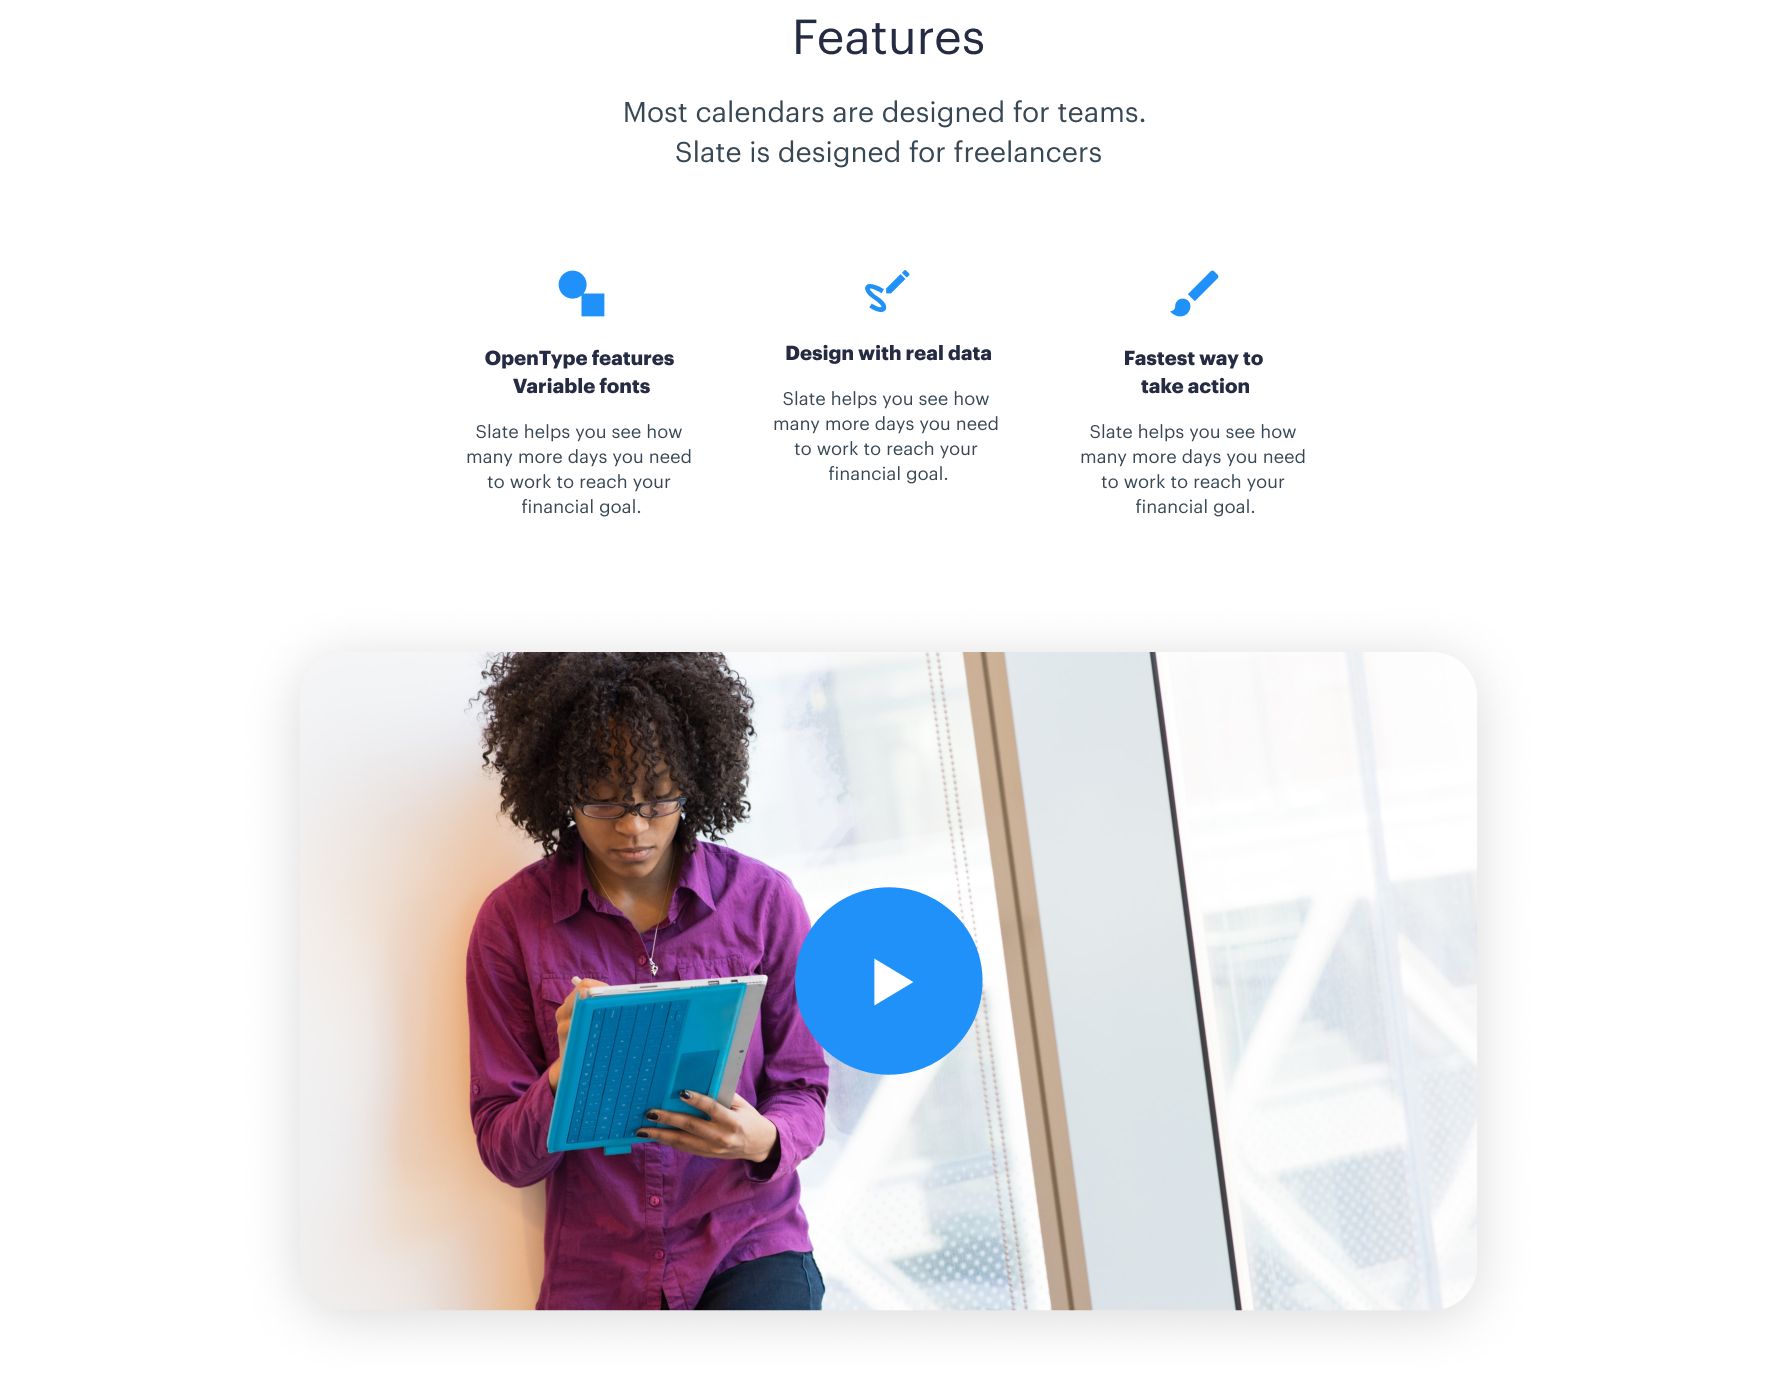 Features
Most calendars are designed for teams.
Slate is designed for freelancers
OpenType features
Variable fonts
Slate helps you see how
many more days you need
to work to reach your
financial goal.
Design with real data
Slate helps you see how
many more days you need
to work to reach your
financial goal.
Fastest way to
take action
Slate helps you see how
many more days you need
to work to reach your
financial goal.